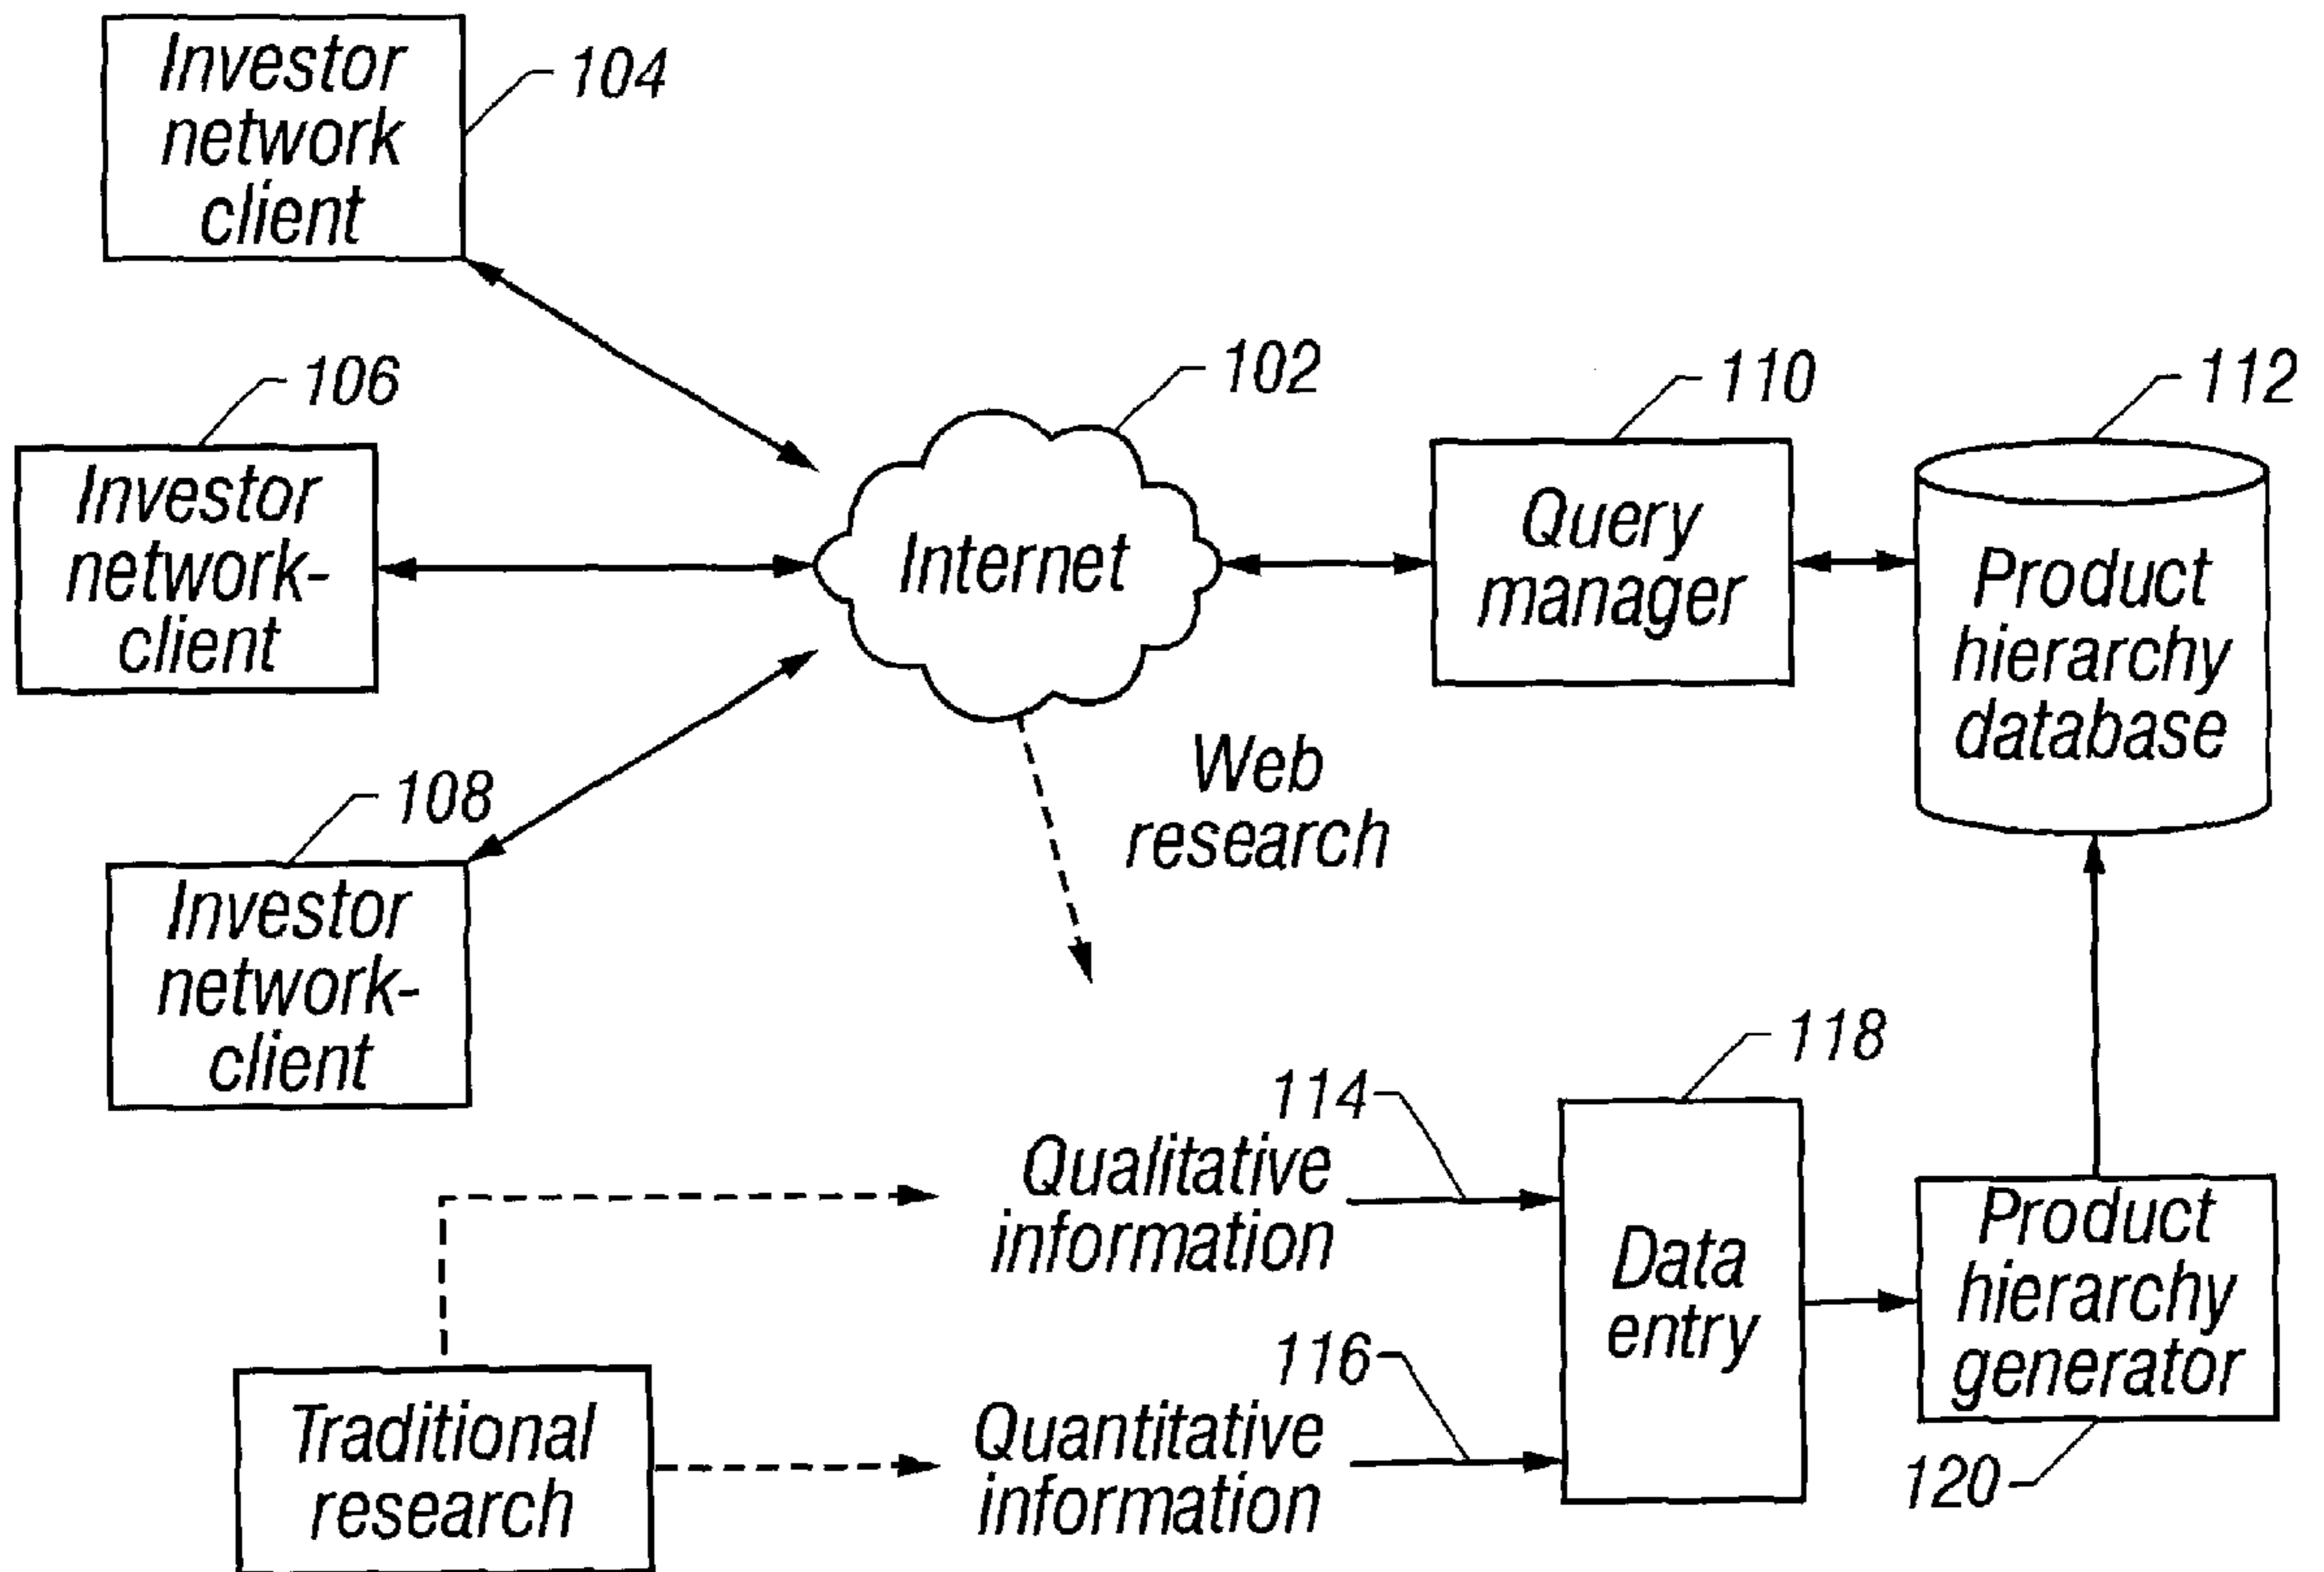 Investor
network
client
104
106
Investor
network-
client
102
Internet
110
Query
manager
112
Product
hierarchy
database
Web
research
108
Investor
network-
client
114
Qualitative
information
118
Data
entry
Product
hierarchy
generator
120
116
Quantitative
information
Traditional
research